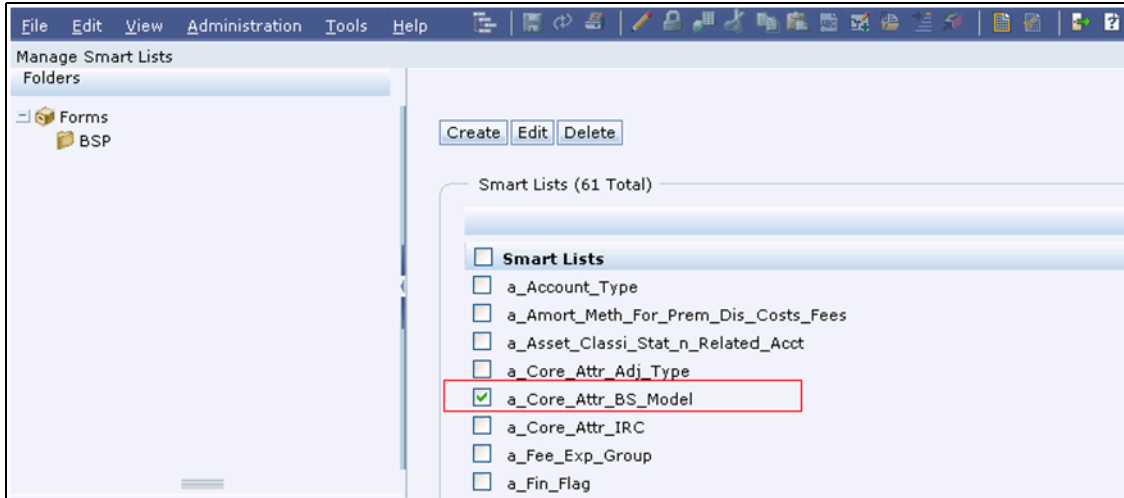 File Edit View Administration Tools Help
Manage Smart Lists
Folders
Forms
BSP
Create Edit Delete
Smart Lists (61 Total)
Smart Lists
a_Account_Type
a_Amort_Meth_For_Prem_Dis_Costs_Fees
a_Asset_Classi_Stat_n_Related_Acct
a_Core_Attr_Adj_Type
a_Core_Attr_BS_Model
a_Core_Attr_IRC
a_Fee_Exp_Group
a_Fin_Flag